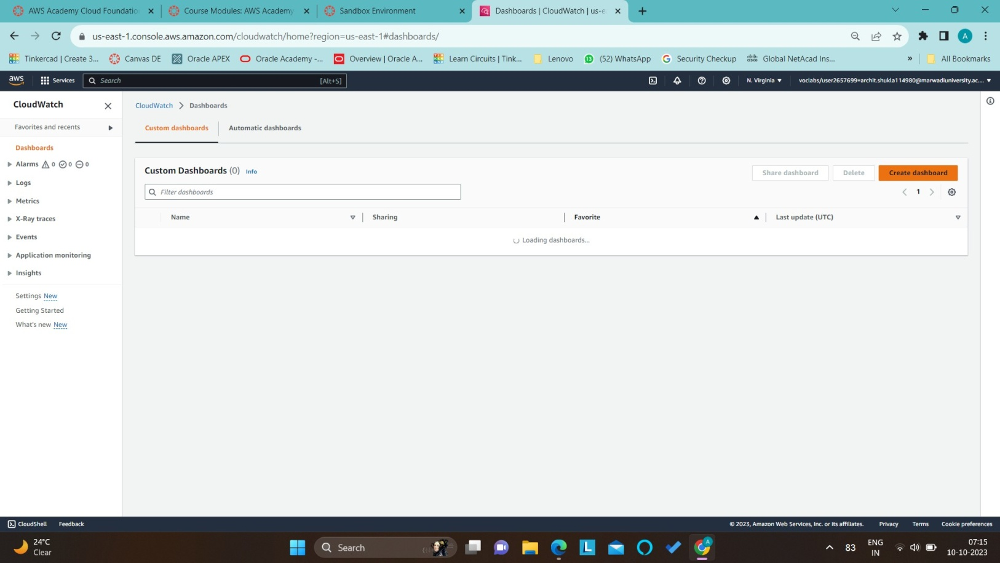 AWS Academy Cloud Foundatio
Course Modules: AWS Academy
Sandbox Environment
Dashboards | CloudWatch | us-e
us-east-1.console.aws.amazon.com/cloudwatch/home?region=us-east-1#dashboards/
A
Tinkercad | Create 3...
Canvas DE
Oracle APEX
Oracle Academy -...
Overview | Oracle A...
Learn Circuits | Tink...
Lenovo
13
(52) WhatsApp
Security Checkup
Global NetAcad Ins...
»
All Bookmarks
aws
Services
Search
[Alt+S]
N. Virginia
voclabs/user2657699=archit.shukla114980@marwadiuniversity.ac....
CloudWatch
Favorites and recents
Dashboards
Alarms 0 0 0
Logs
Metrics
X-Ray traces
Events
Application monitoring
Insights
Settings New
Getting Started
What's new New
CloudWatch > Dashboards
Custom dashboards
Automatic dashboards
Custom Dashboards (0) Info
Share dashboard
Delete
Create dashboard
Filter dashboards
1
Name
Sharing
Favorite
Last update (UTC)
Loading dashboards...
CloudShell
Feedback
© 2023, Amazon Web Services, Inc. or its affiliates.
Privacy
Terms
Cookie preferences
24°C
Clear
Search
L
A
83
ENG
IN
07:15
10-10-2023